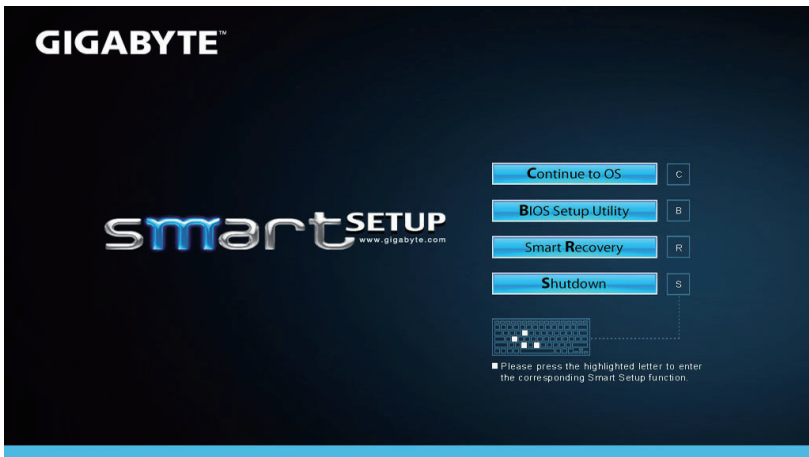 GIGABYTE™
smart SETUP
www.gigabyte.com
Continue to OS C
BIOS Setup Utility B
Smart Recovery R
Shutdown S
Please press the highlighted letter to enter
the corresponding Smart Setup function.